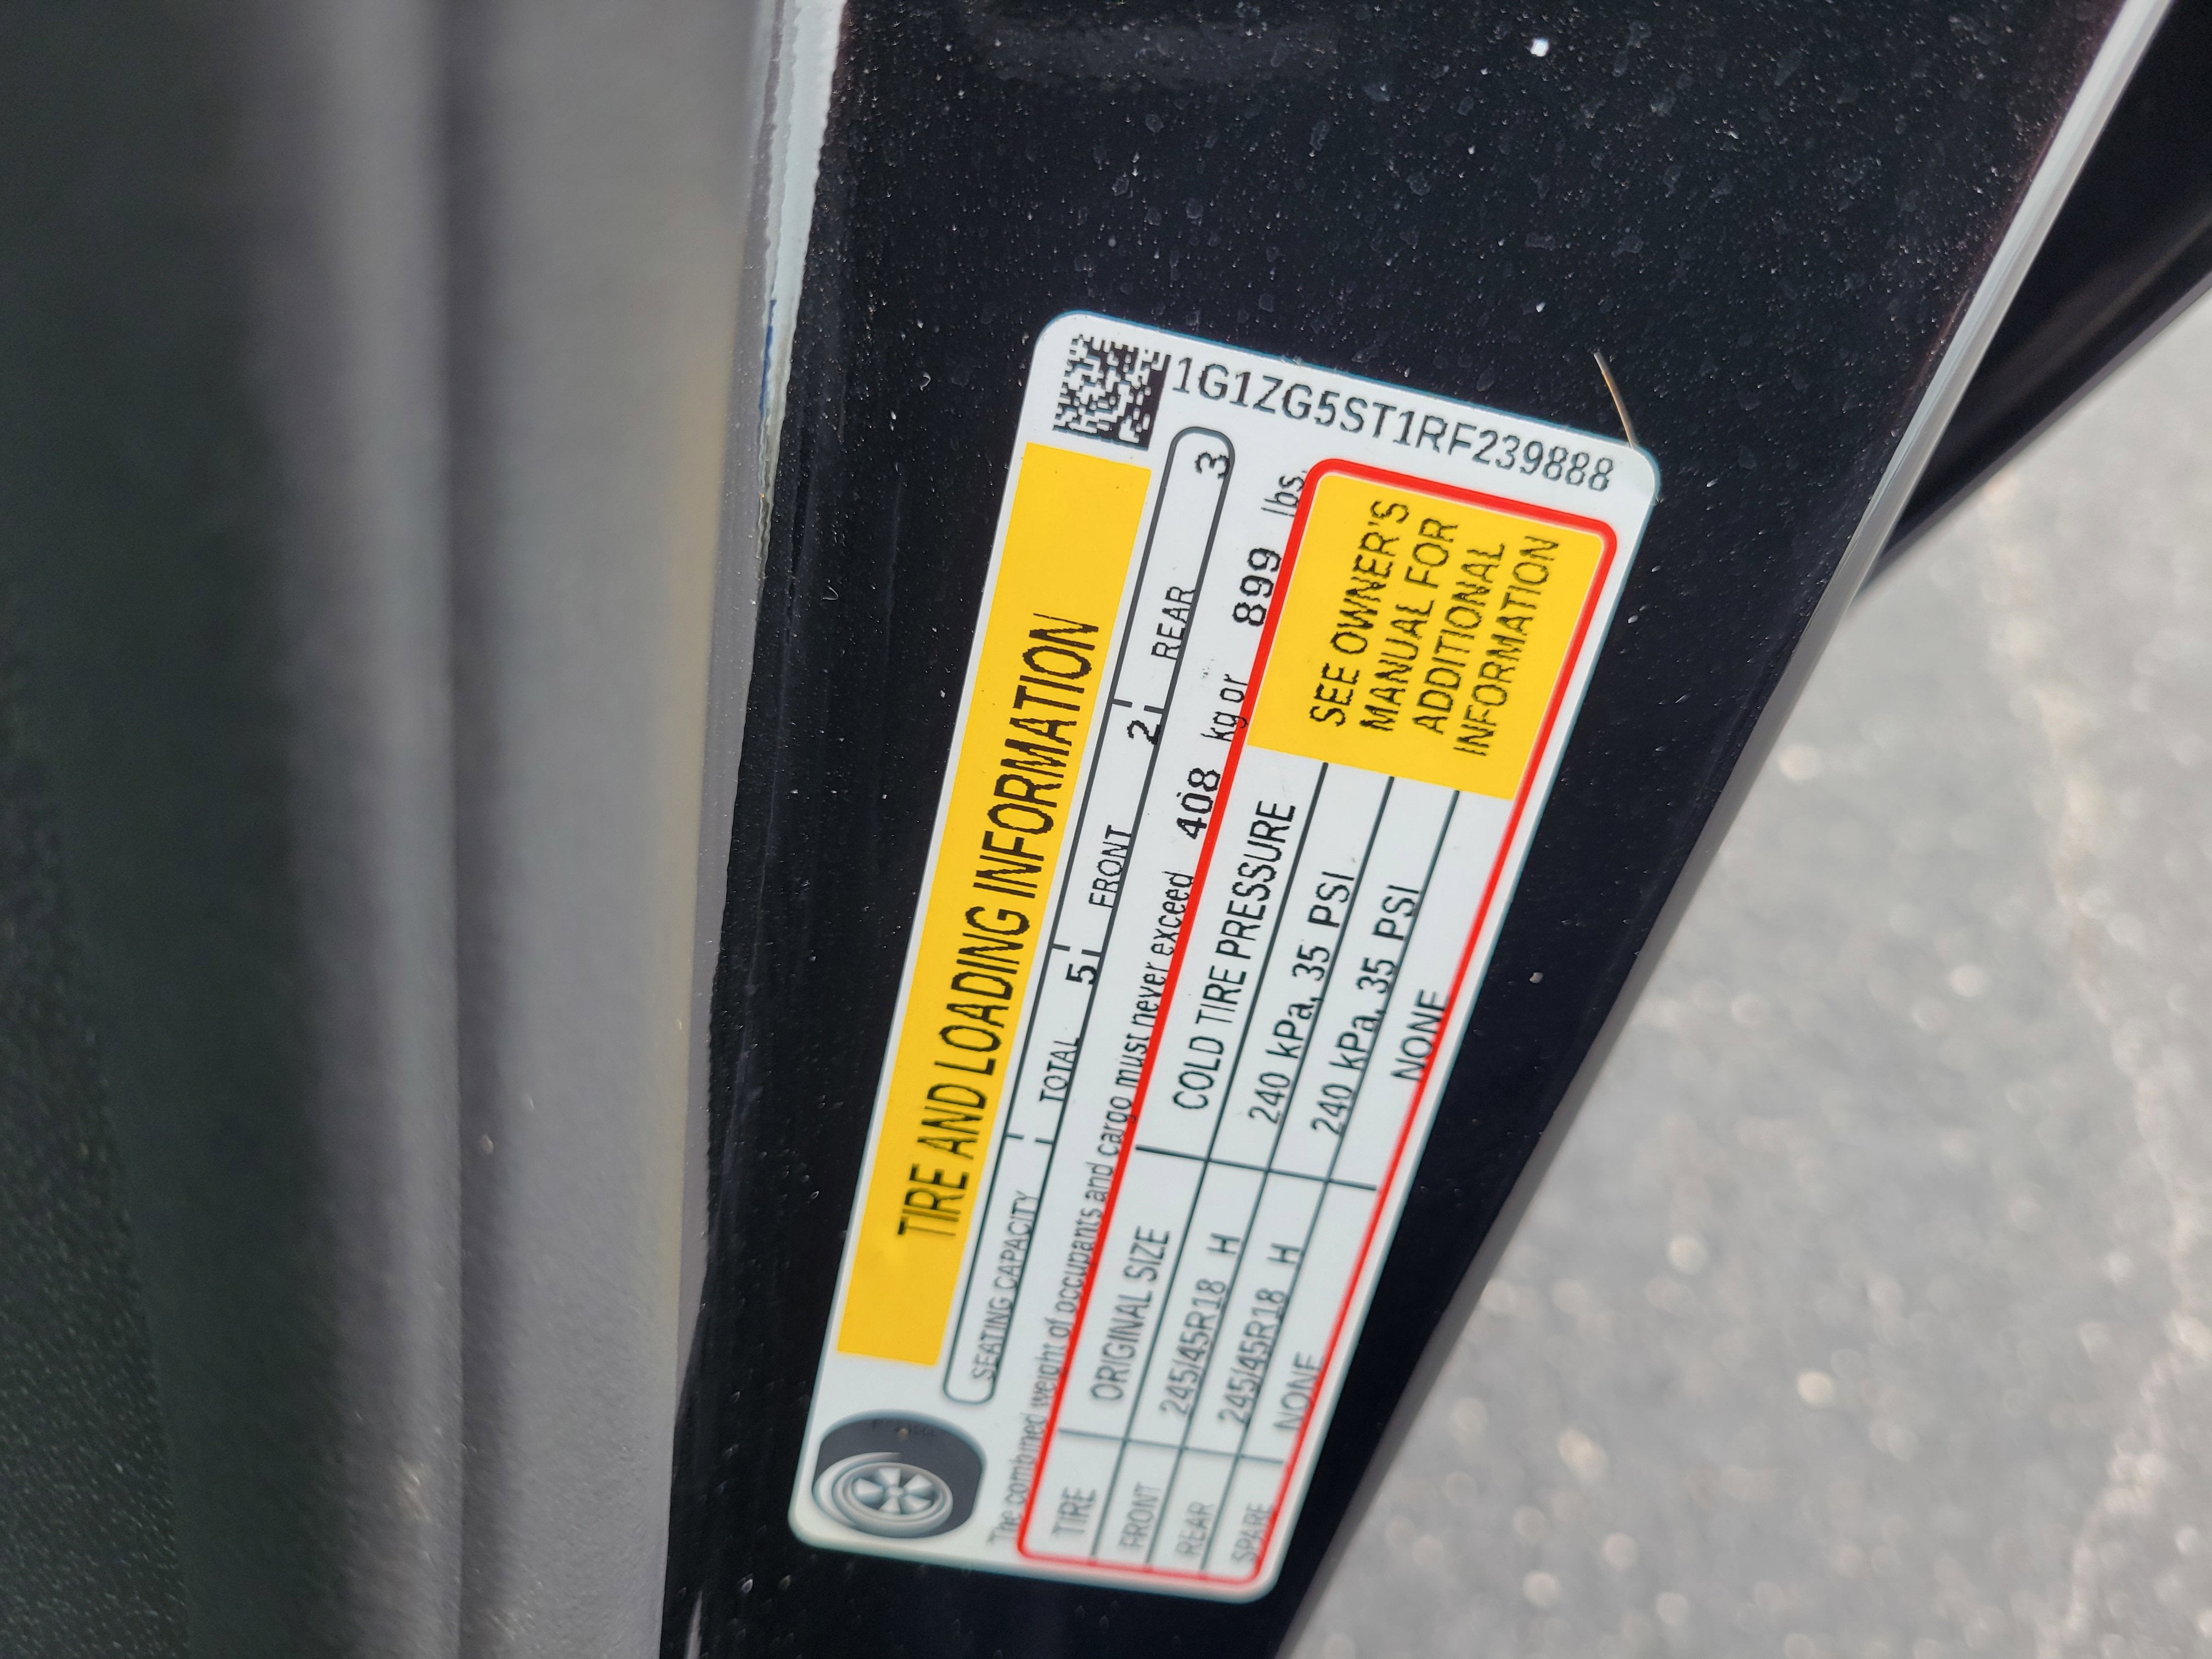 TIRE AND LOADING INFORMATION
SEATING CAPACITY TOTAL 5 FRONT 2 REAR 3
The combined weight of occupants and cargo must never exceed 408 kg or 899 lbs.
TIRE ORIGINAL SIZE COLD TIRE PRESSURE
FRONT 245/45R18 H 240 kPa, 35 PSI
REAR 245/45R18 H 240 kPa, 35 PSI
SPARE NONE NONE
SEE OWNER'S
MANUAL FOR
ADDITIONAL
INFORMATION
1G1ZG5ST1RF239888